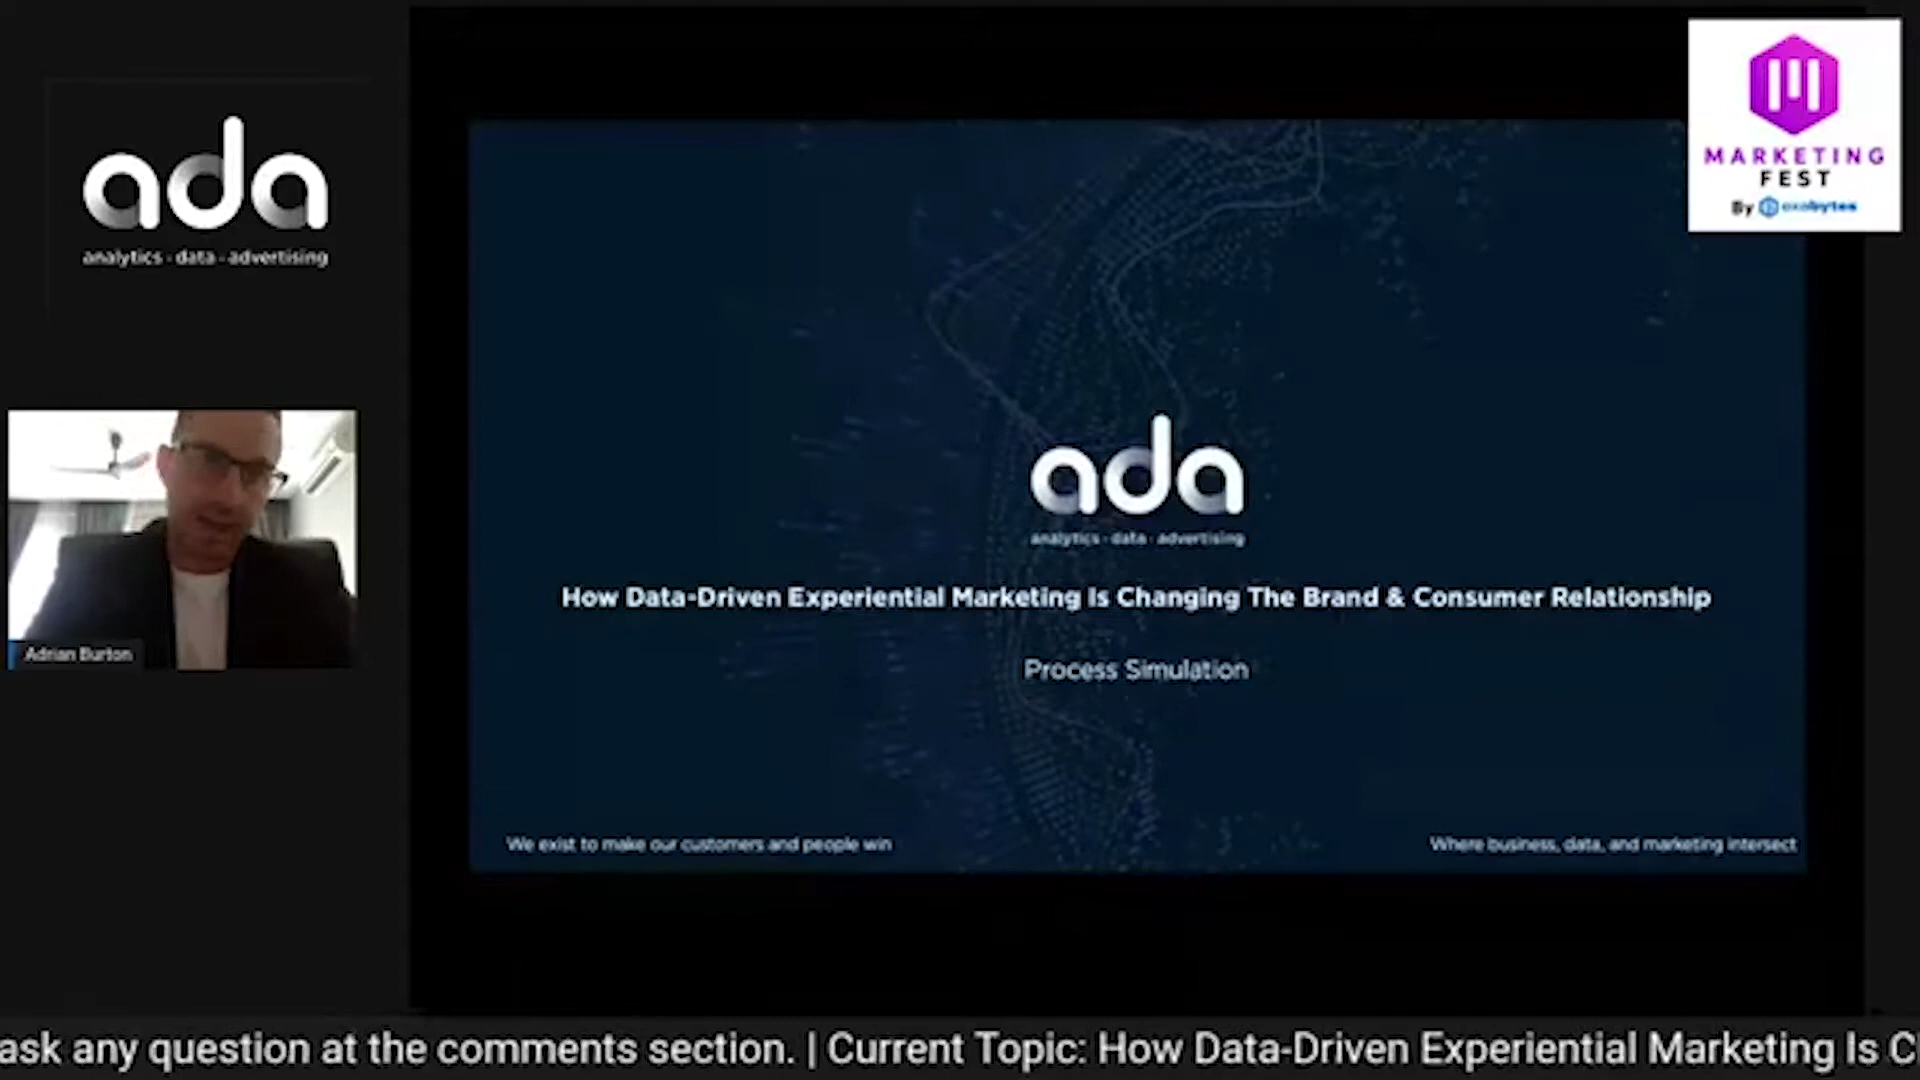 ada
analytics · data · advertising
MARKETING
FEST
By exabytes
Adrian Burton
ada
analytics · data · advertising
How Data-Driven Experiential Marketing Is Changing The Brand & Consumer Relationship
Process Simulation
We exist to make our customers and people win
Where business, data, and marketing intersect
ask any question at the comments section. | Current Topic: How Data-Driven Experiential Marketing Is C